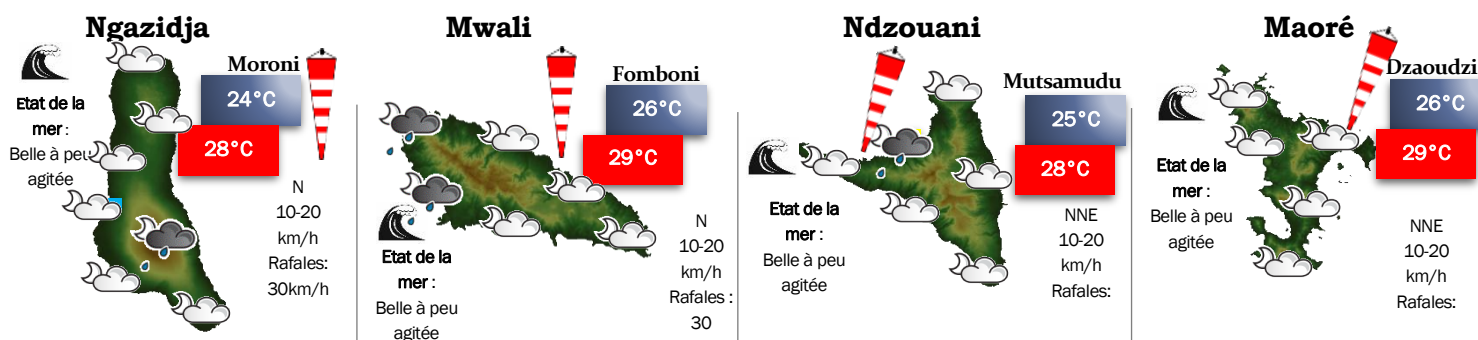 Ngazidja
Moroni
24°C
28°C
Etat de la
mer :
Belle à peu
agitée
N
10-20
km/h
Rafales:
30km/h
Mwali
Fomboni
26°C
29°C
Etat de la
mer :
Belle à peu
agitée
N
10-20
km/h
Rafales :
30
Ndzouani
Mutsamudu
25°C
28°C
Etat de la
mer :
Belle à peu
agitée
NNE
10-20
km/h
Rafales:
Maoré
Dzaoudzi
26°C
29°C
Etat de la
mer :
Belle à peu
agitée
NNE
10-20
km/h
Rafales: